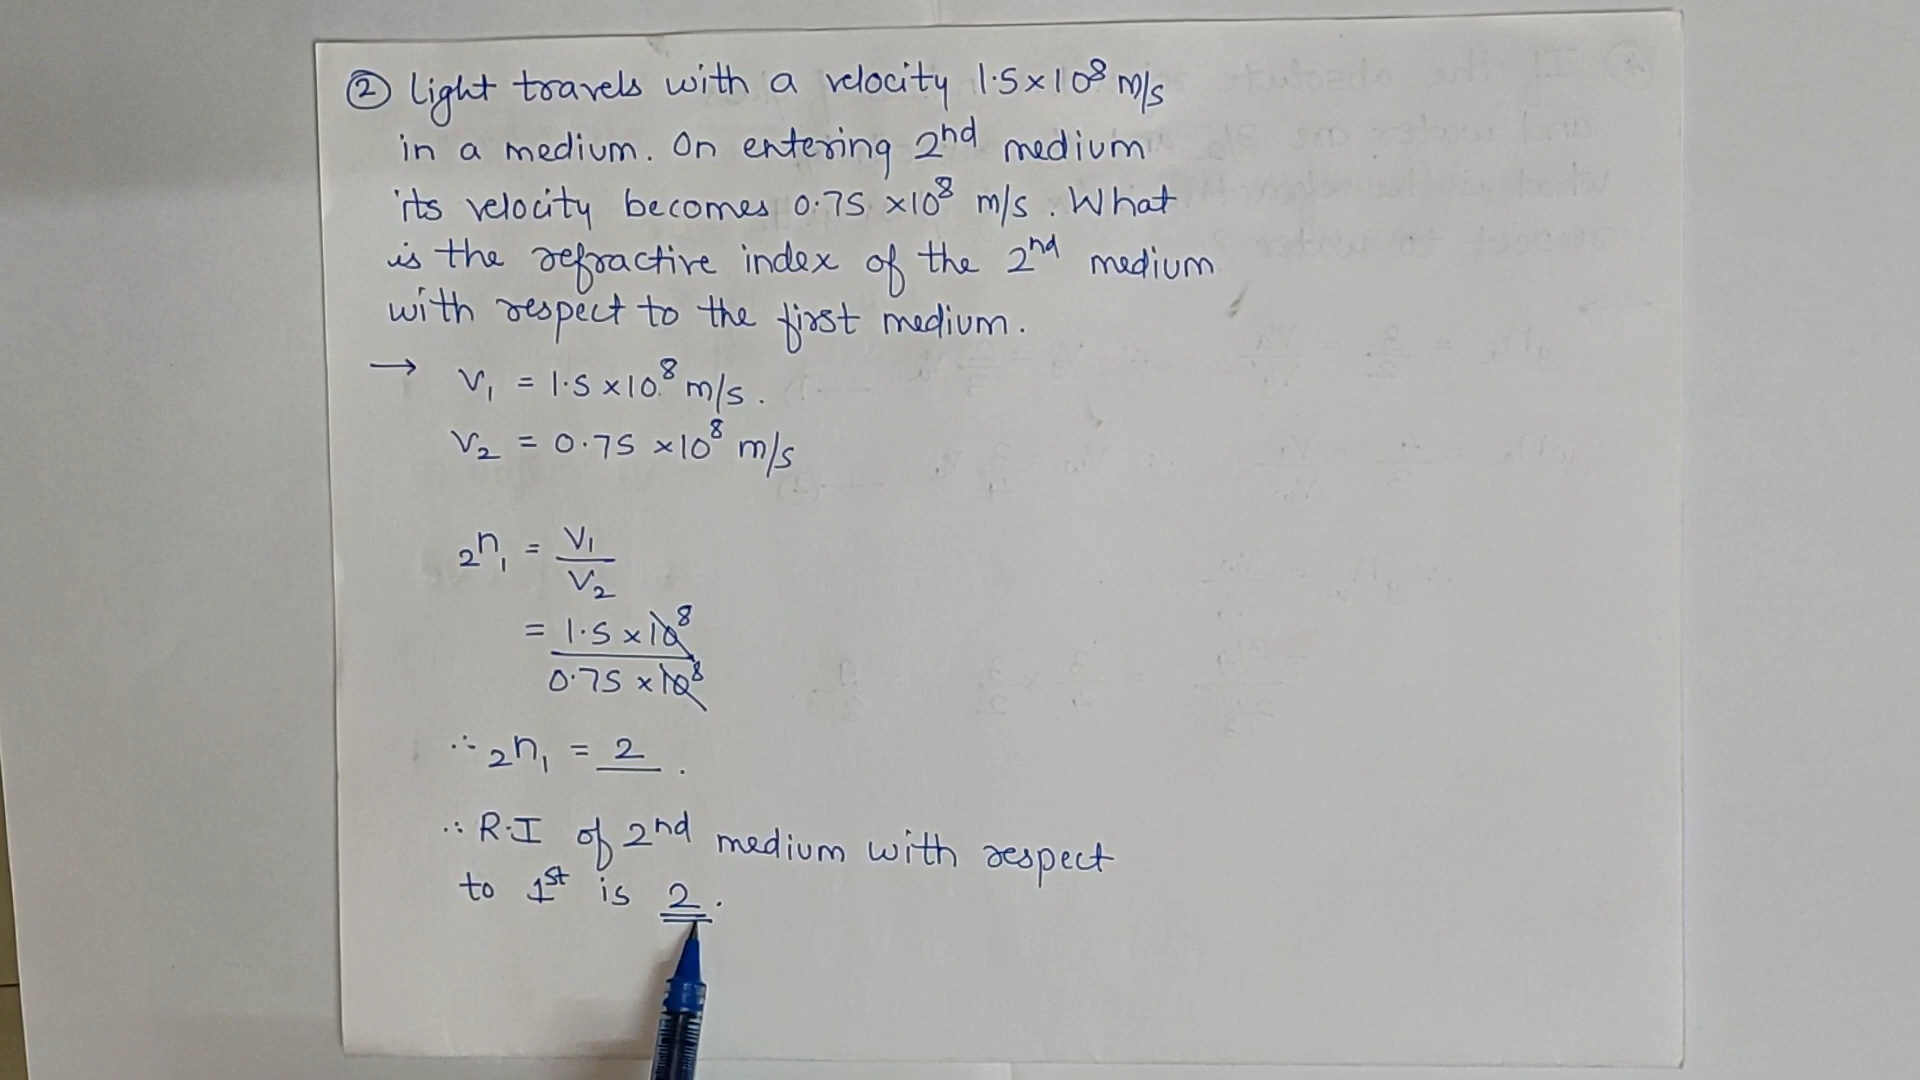 ② Light travels with a velocity 1.5×10⁸ m/s
in a medium. On entering 2nd medium
its velocity becomes 0.75 ×10⁸ m/s. What
is the refractive index of the 2nd medium
with respect to the first medium.
→ V₁ = 1.5 ×10⁸ m/s.
V₂ = 0.75 ×10⁸ m/s
₂n₁ = V₁/V₂
= 1.5 ×10⁸
0.75 ×10⁸
∴ ₂n₁ = 2.
∴ R.I of 2nd medium with respect
to 1st is 2.